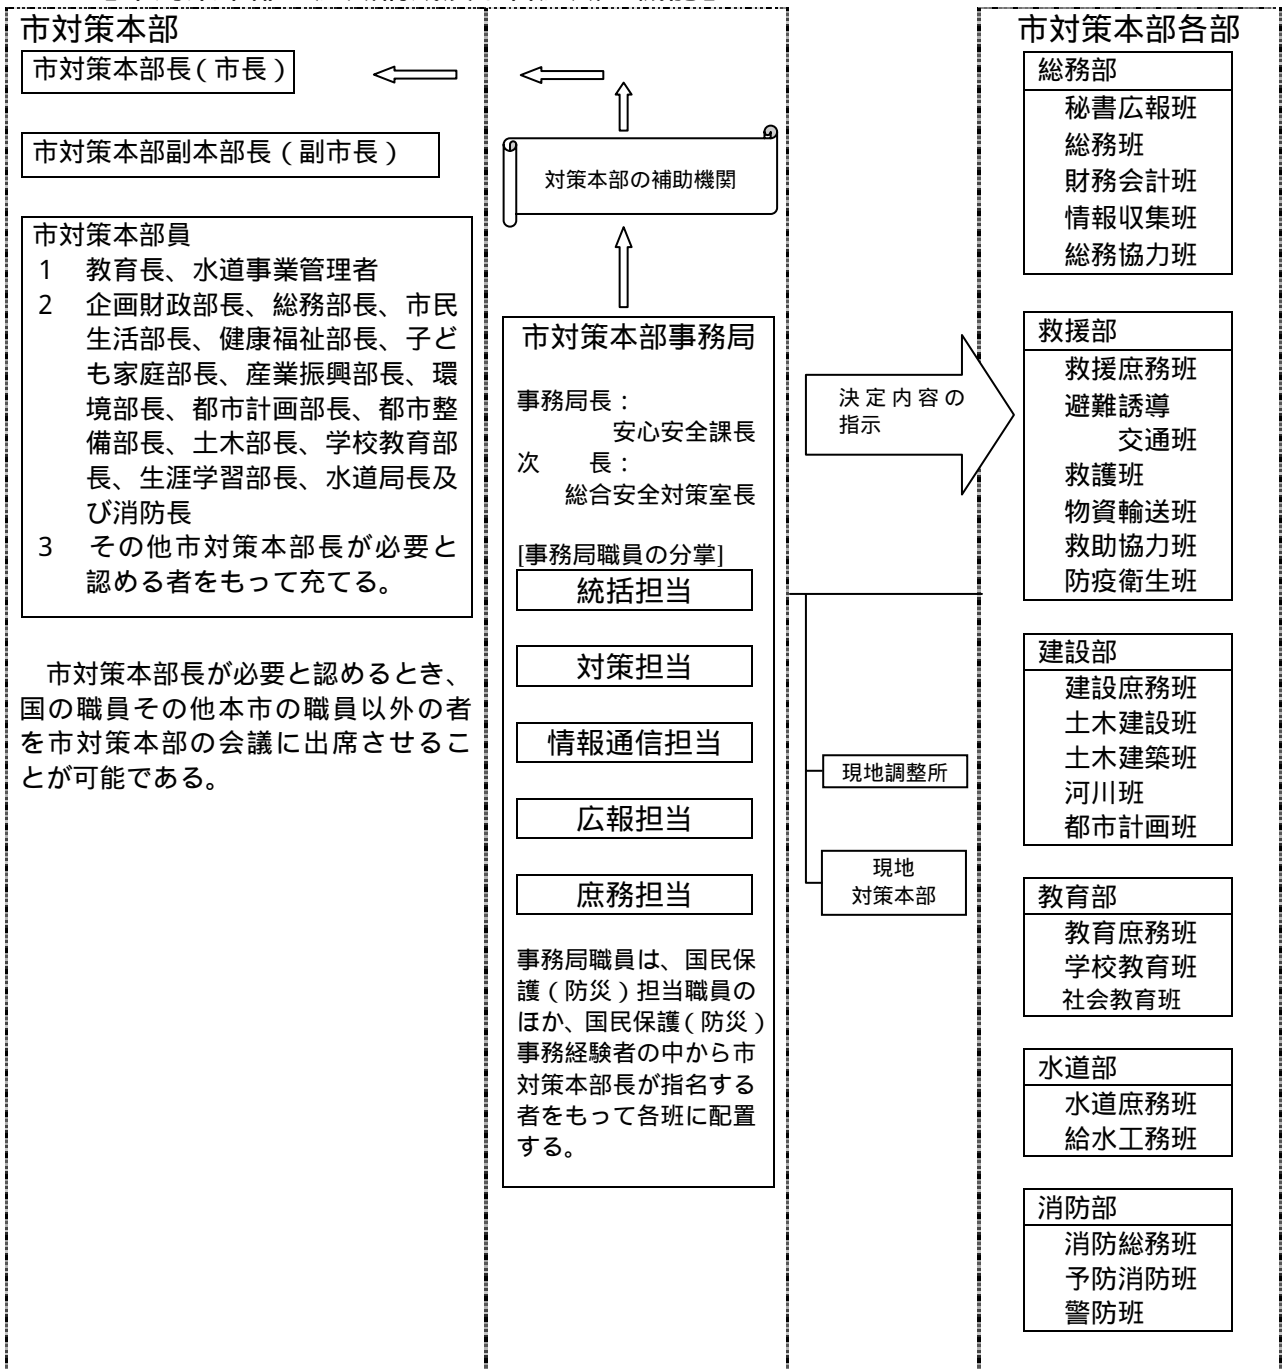 市対策本部
市対策本部長（市長）
市対策本部副本部長（副市長）
市対策本部員
1 教育長、水道事業管理者
2 企画財政部長、総務部長、市民
生活部長、健康福祉部長、子ど
も家庭部長、産業振興部長、環
境部長、都市計画部長、都市整
備部長、土木部長、学校教育部
長、生涯学習部長、水道局長及
び消防長
3 その他市対策本部長が必要と
認める者をもって充てる。
市対策本部長が必要と認めるとき、
国の職員その他本市の職員以外の者
を市対策本部の会議に出席させるこ
とが可能である。
対策本部の補助機関
市対策本部事務局
事務局長：
安心安全課長
次　　長：
総合安全対策室長
[事務局職員の分掌]
統括担当
対策担当
情報通信担当
広報担当
庶務担当
事務局職員は、国民保
護（防災）担当職員の
ほか、国民保護（防災）
事務経験者の中から市
対策本部長が指名する
者をもって各班に配置
する。
決定内容の
指示
現地調整所
現地
対策本部
市対策本部各部
総務部
秘書広報班
総務班
財務会計班
情報収集班
総務協力班
救援部
救援庶務班
避難誘導
交通班
救護班
物資輸送班
救助協力班
防疫衛生班
建設部
建設庶務班
土木建設班
土木建築班
河川班
都市計画班
教育部
教育庶務班
学校教育班
社会教育班
水道部
水道庶務班
給水工務班
消防部
消防総務班
予防消防班
警防班